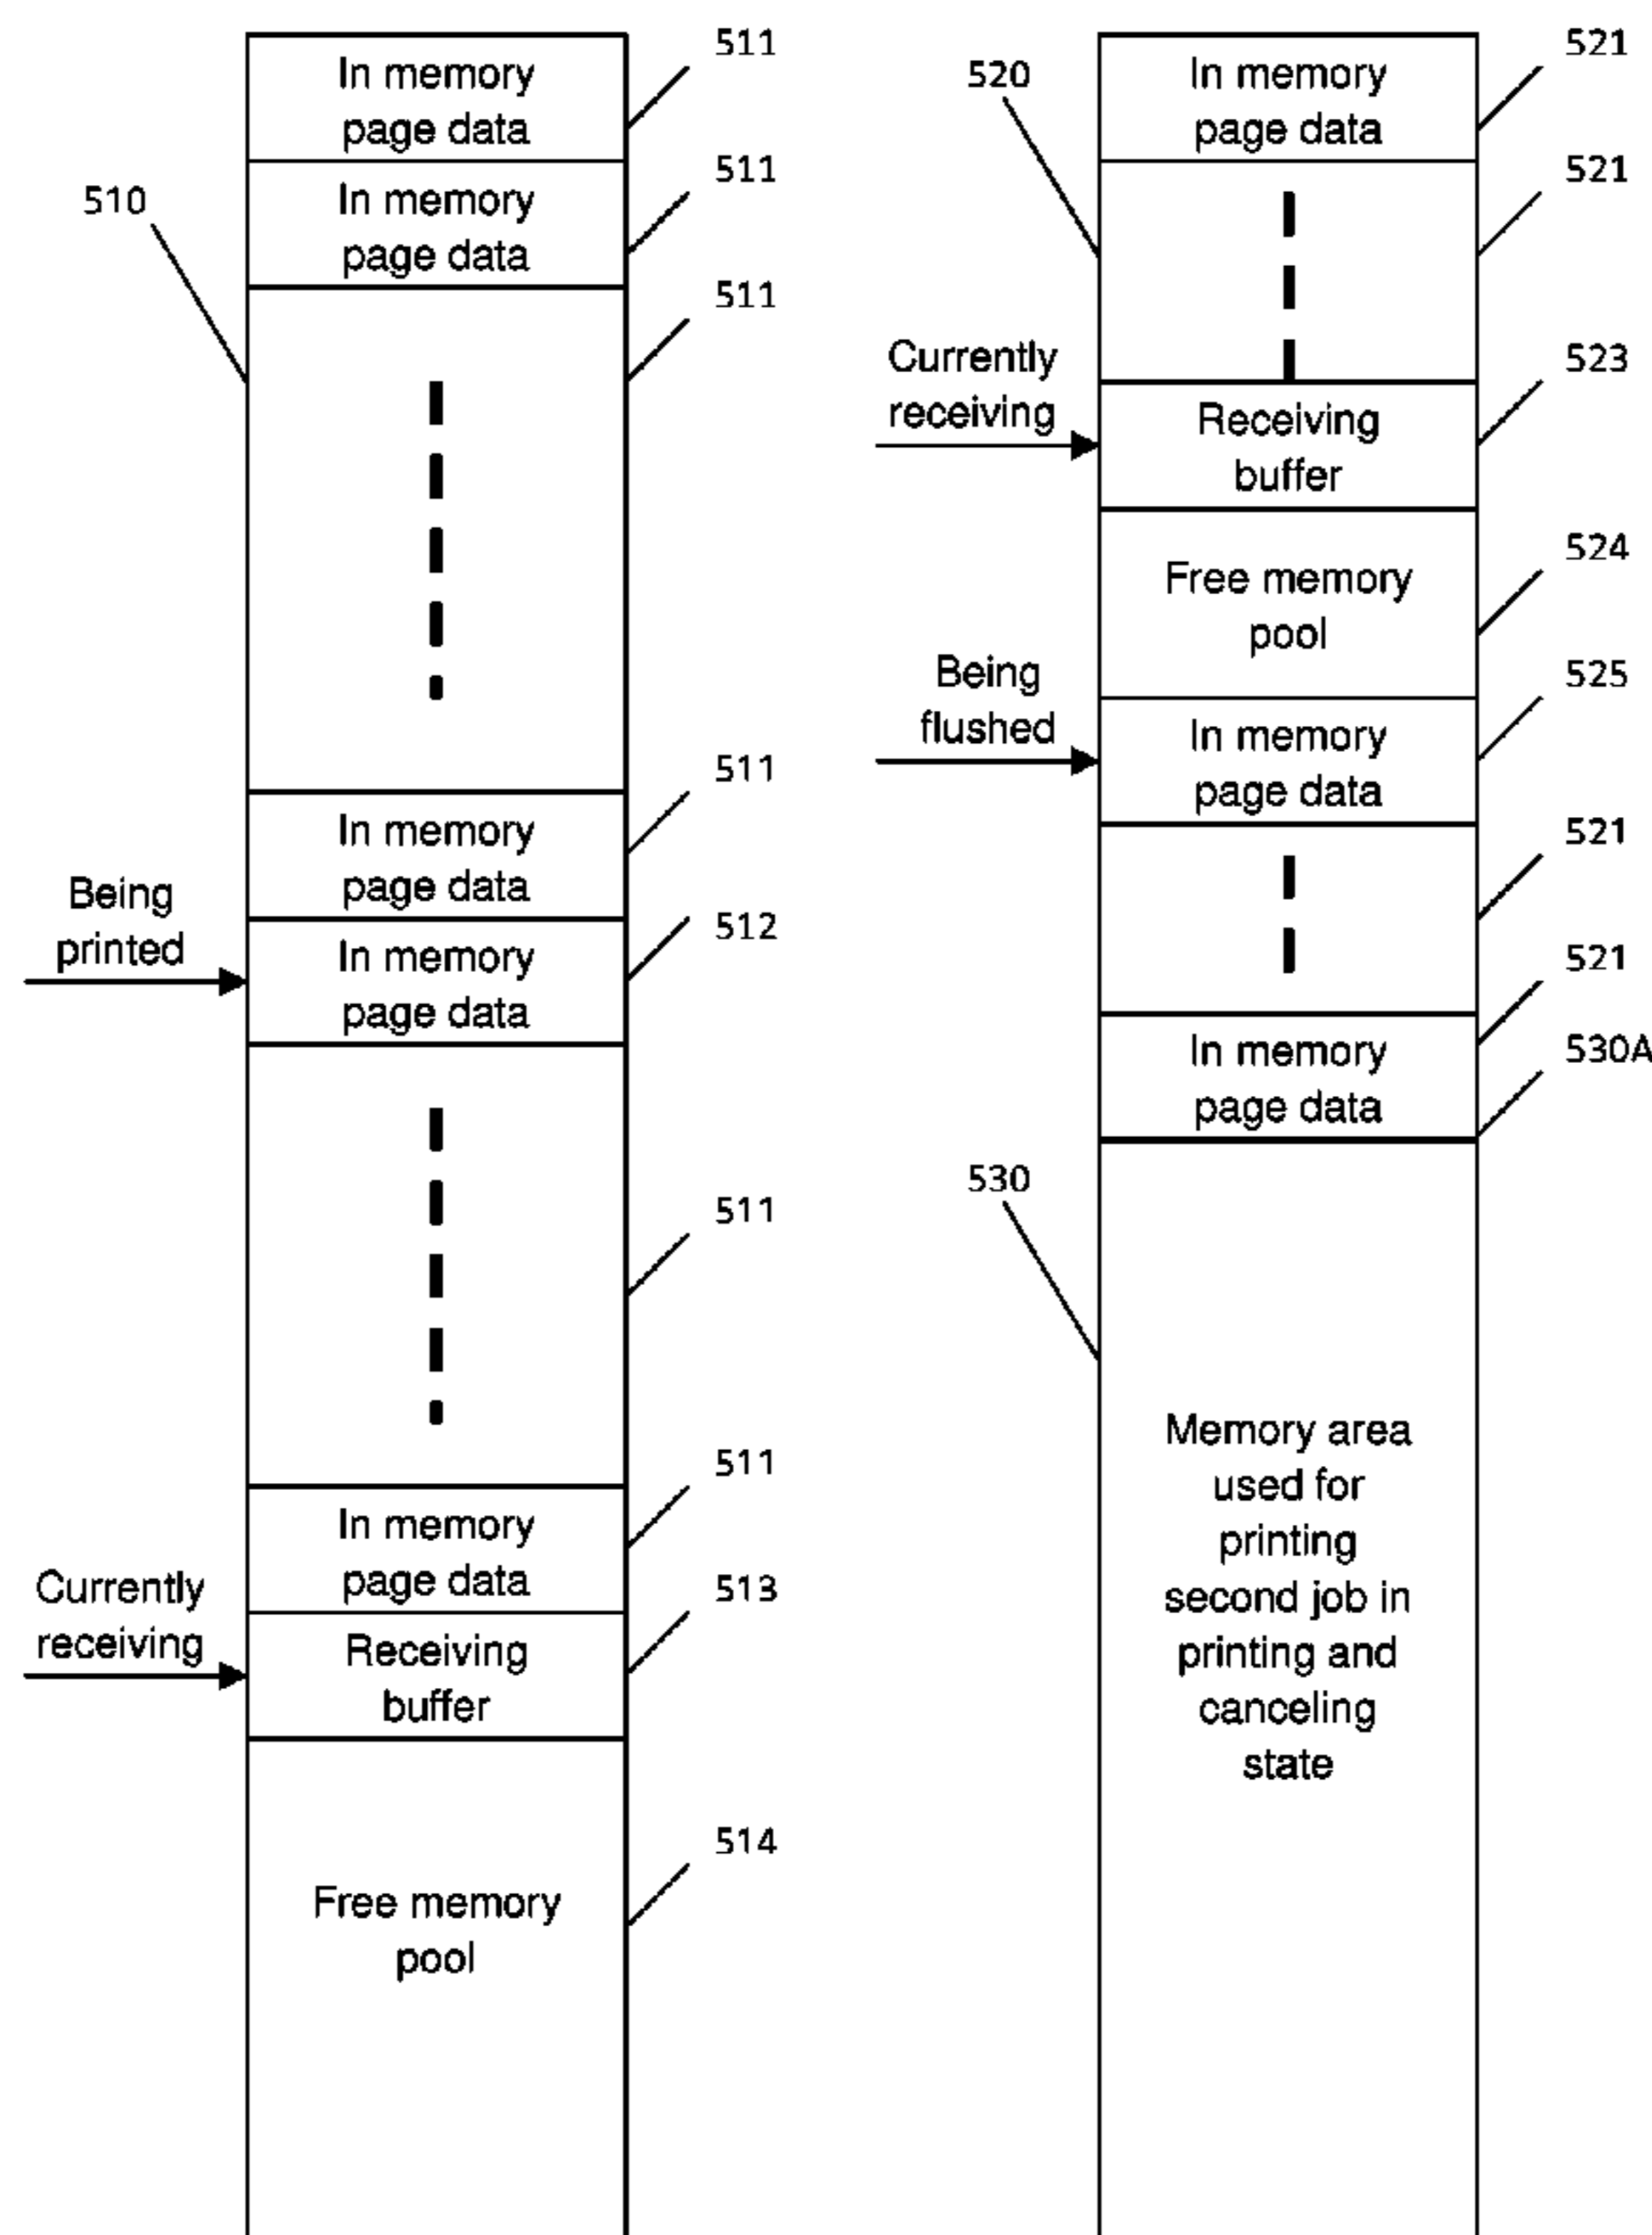 511
In memory
page data
511
510
In memory
page data
511
511
In memory
page data
Being
printed
512
In memory
page data
511
511
In memory
page data
Currently
receiving
513
Receiving
buffer
514
Free memory
pool
521
520
In memory
page data
521
Currently
receiving
523
Receiving
buffer
524
Free memory
pool
Being
flushed
525
In memory
page data
521
521
In memory
page data
530A
530
Memory area
used for
printing
second job in
printing and
canceling
state